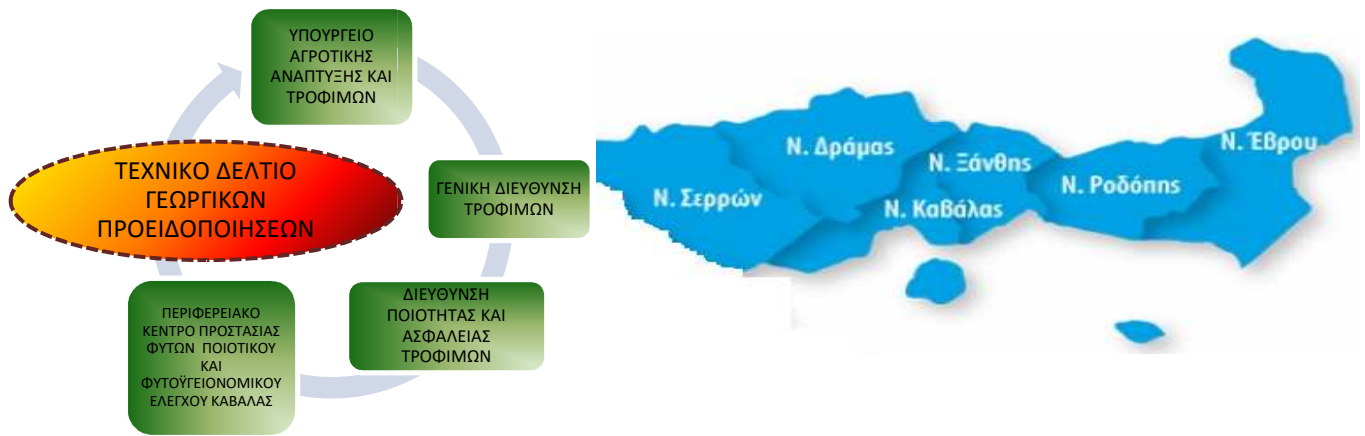 ΥΠΟΥΡΓΕΙΟ
ΑΓΡΟΤΙΚΗΣ
ΑΝΑΠΤΥΞΗΣ ΚΑΙ
ΤΡΟΦΙΜΩΝ
ΓΕΝΙΚΗ ΔΙΕΥΘΥΝΣΗ
ΤΡΟΦΙΜΩΝ
ΔΙΕΥΘΥΝΣΗ
ΠΟΙΟΤΗΤΑΣ ΚΑΙ
ΑΣΦΑΛΕΙΑΣ
ΤΡΟΦΙΜΩΝ
ΠΕΡΙΦΕΡΕΙΑΚΟ
ΚΕΝΤΡΟ ΠΡΟΣΤΑΣΙΑΣ
ΦΥΤΩΝ ΠΟΙΟΤΙΚΟΥ
ΚΑΙ
ΦΥΤΟΫΓΕΙΟΝΟΜΙΚΟΥ
ΕΛΕΓΧΟΥ ΚΑΒΑΛΑΣ
ΤΕΧΝΙΚΟ ΔΕΛΤΙΟ
ΓΕΩΡΓΙΚΩΝ
ΠΡΟΕΙΔΟΠΟΙΗΣΕΩΝ
Ν. Σερρών
Ν. Δράμας
Ν. Καβάλας
Ν. Ξάνθης
Ν. Ροδόπης
Ν. Έβρου